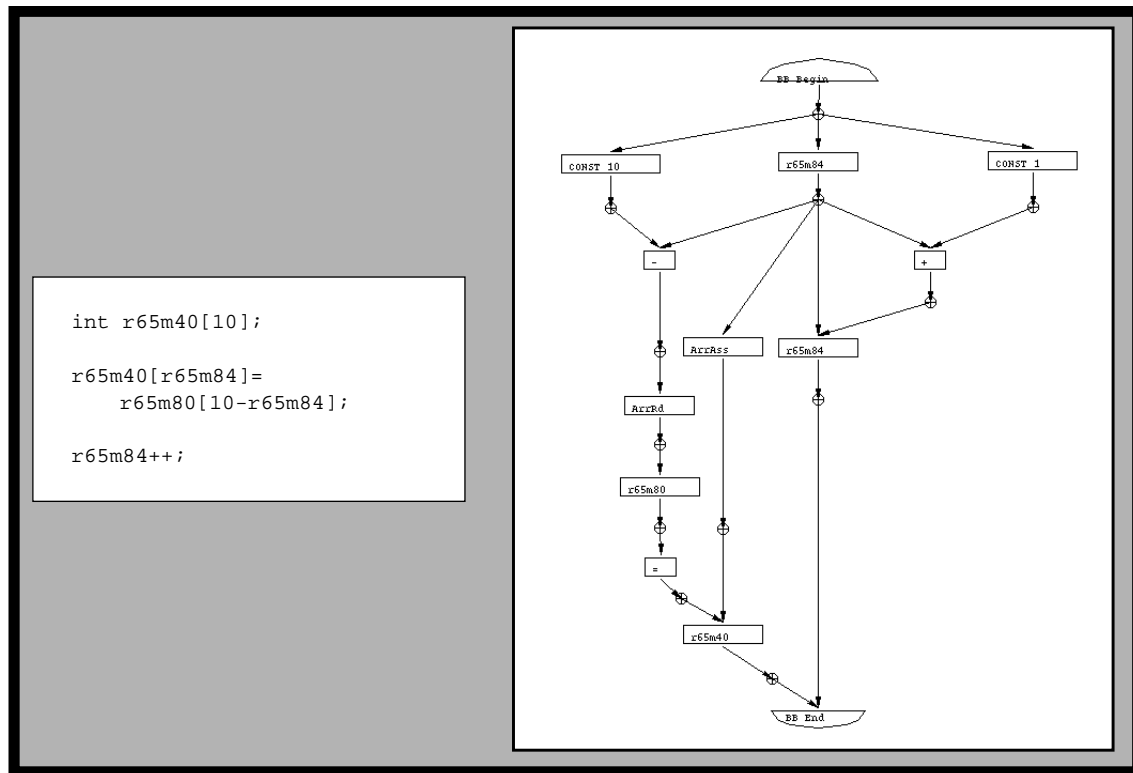 int r65m40[10];
r65m40[r65m84]=
r65m80[10-r65m84];
r65m84++;
BB Begin
CONST 10
r65m84
CONST 1
-
+
ArrAss
r65m84
ArrRd
r65m80
=
r65m40
BB End